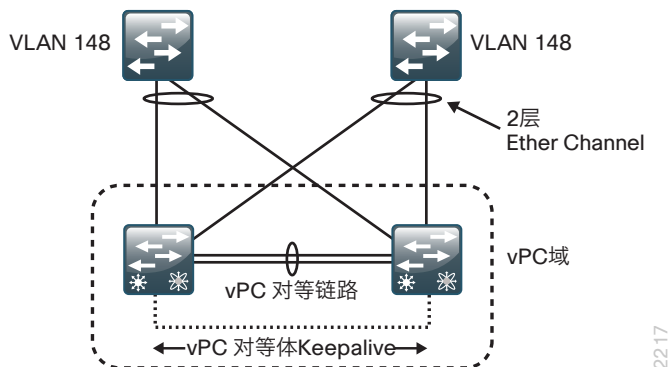 VLAN 148
VLAN 148
2层
Ether Channel
vPC域
vPC 对等链路
vPC 对等体Keepalive
2217